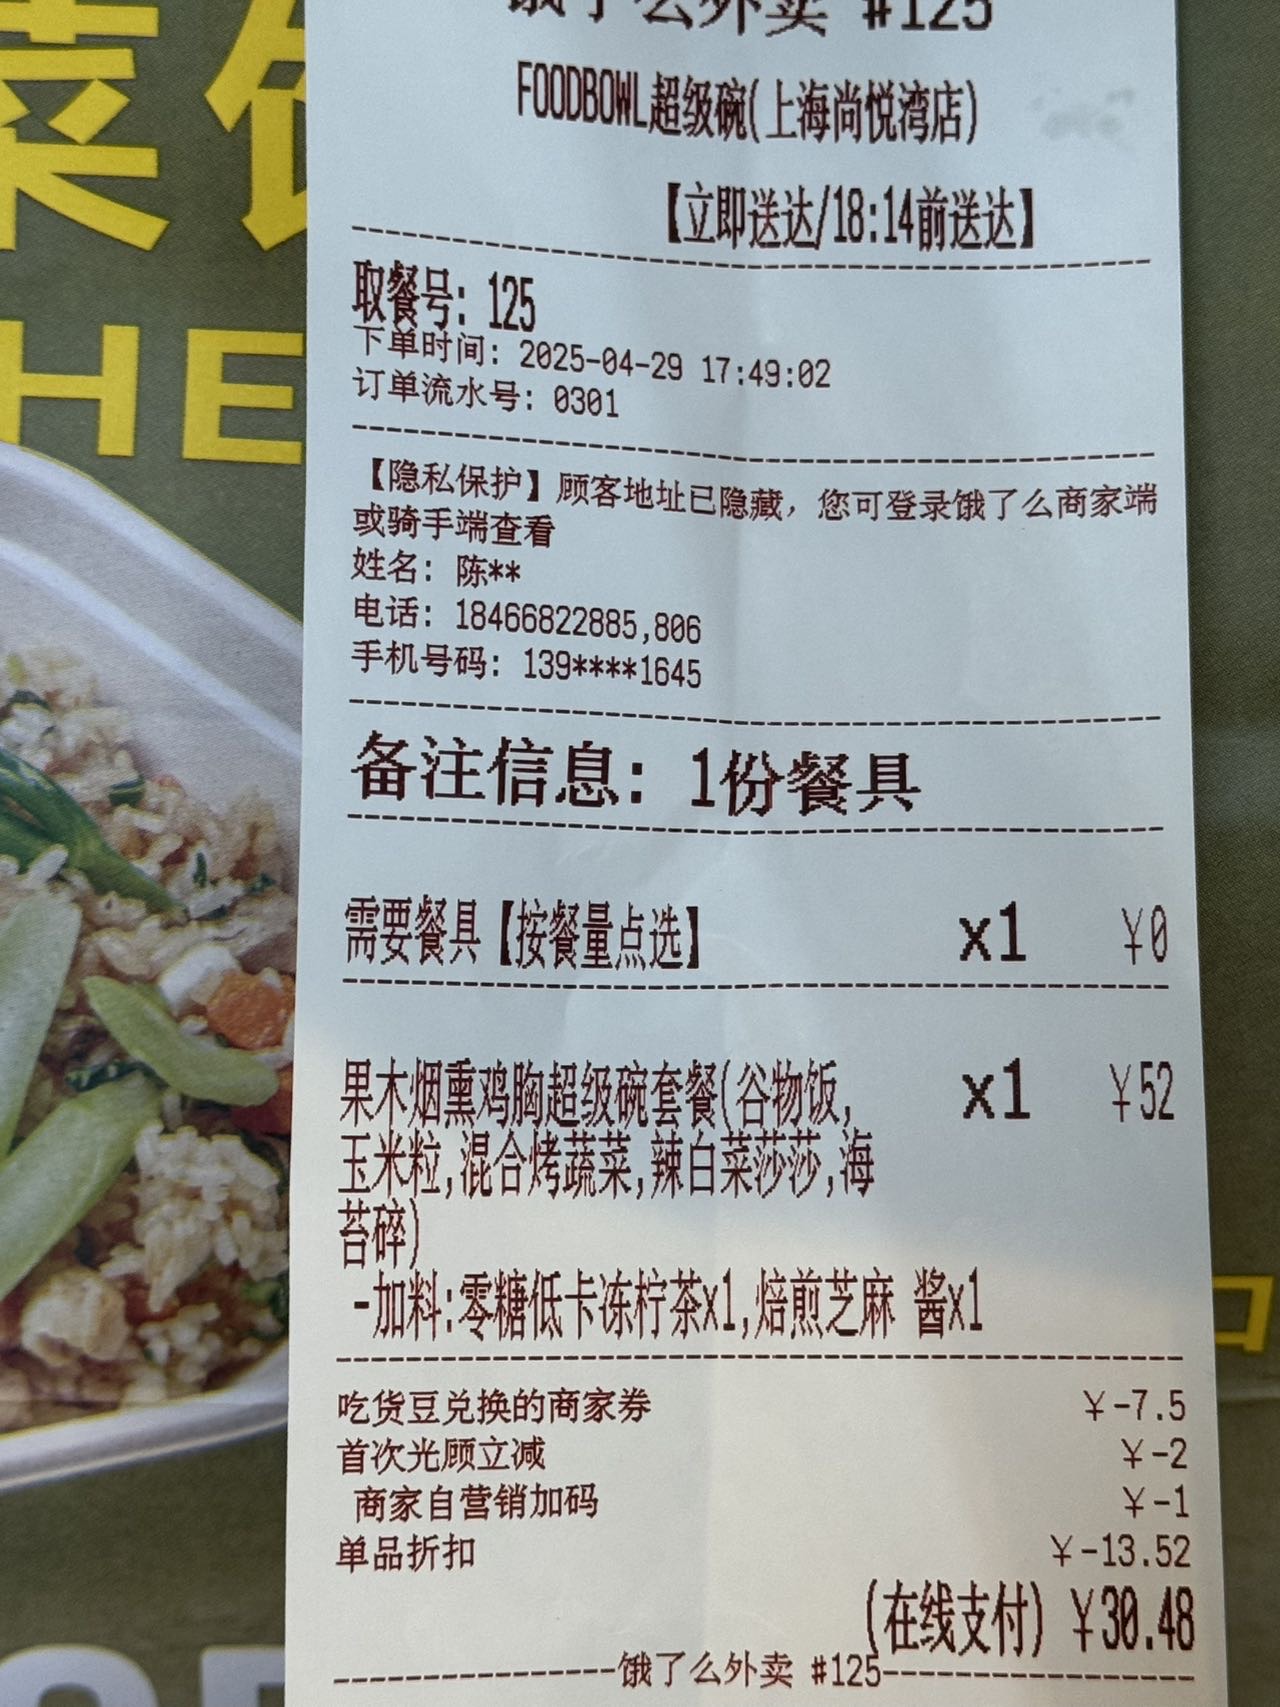 饿了么外卖 #125
FOODBOWL超级碗(上海尚悦湾店)
【立即送达/18:14前送达】
取餐号: 125
下单时间: 2025-04-29 17:49:02
订单流水号: 0301
【隐私保护】顾客地址已隐藏，您可登录饿了么商家端
或骑手端查看
姓名: 陈**
电话: 18466822885,806
手机号码: 139****1645
备注信息: 1份餐具
需要餐具【按餐量点选】 x1 ¥0
果木烟熏鸡胸超级碗套餐(谷物饭, x1 ¥52
玉米粒,混合烤蔬菜,辣白菜莎莎,海
苔碎)
-加料:零糖低卡冻柠茶x1,焙煎芝麻 酱x1
吃货豆兑换的商家券 ¥-7.5
首次光顾立减 ¥-2
商家自营销加码 ¥-1
单品折扣 ¥-13.52
(在线支付) ¥30.48
饿了么外卖 #125
菜
HE